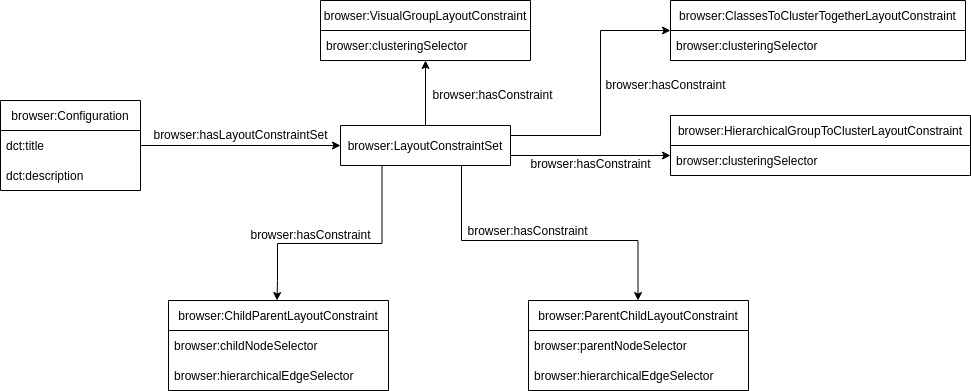 browser:VisualGroupLayoutConstraint
browser:clusteringSelector
browser:ClassesToClusterTogetherLayoutConstraint
browser:clusteringSelector
browser:hasConstraint
browser:hasConstraint
browser:Configuration
dct:title
dct:description
browser:hasLayoutConstraintSet
browser:LayoutConstraintSet
browser:HierarchicalGroupToClusterLayoutConstraint
browser:clusteringSelector
browser:hasConstraint
browser:hasConstraint
browser:hasConstraint
browser:ChildParentLayoutConstraint
browser:childNodeSelector
browser:hierarchicalEdgeSelector
browser:ParentChildLayoutConstraint
browser:parentNodeSelector
browser:hierarchicalEdgeSelector